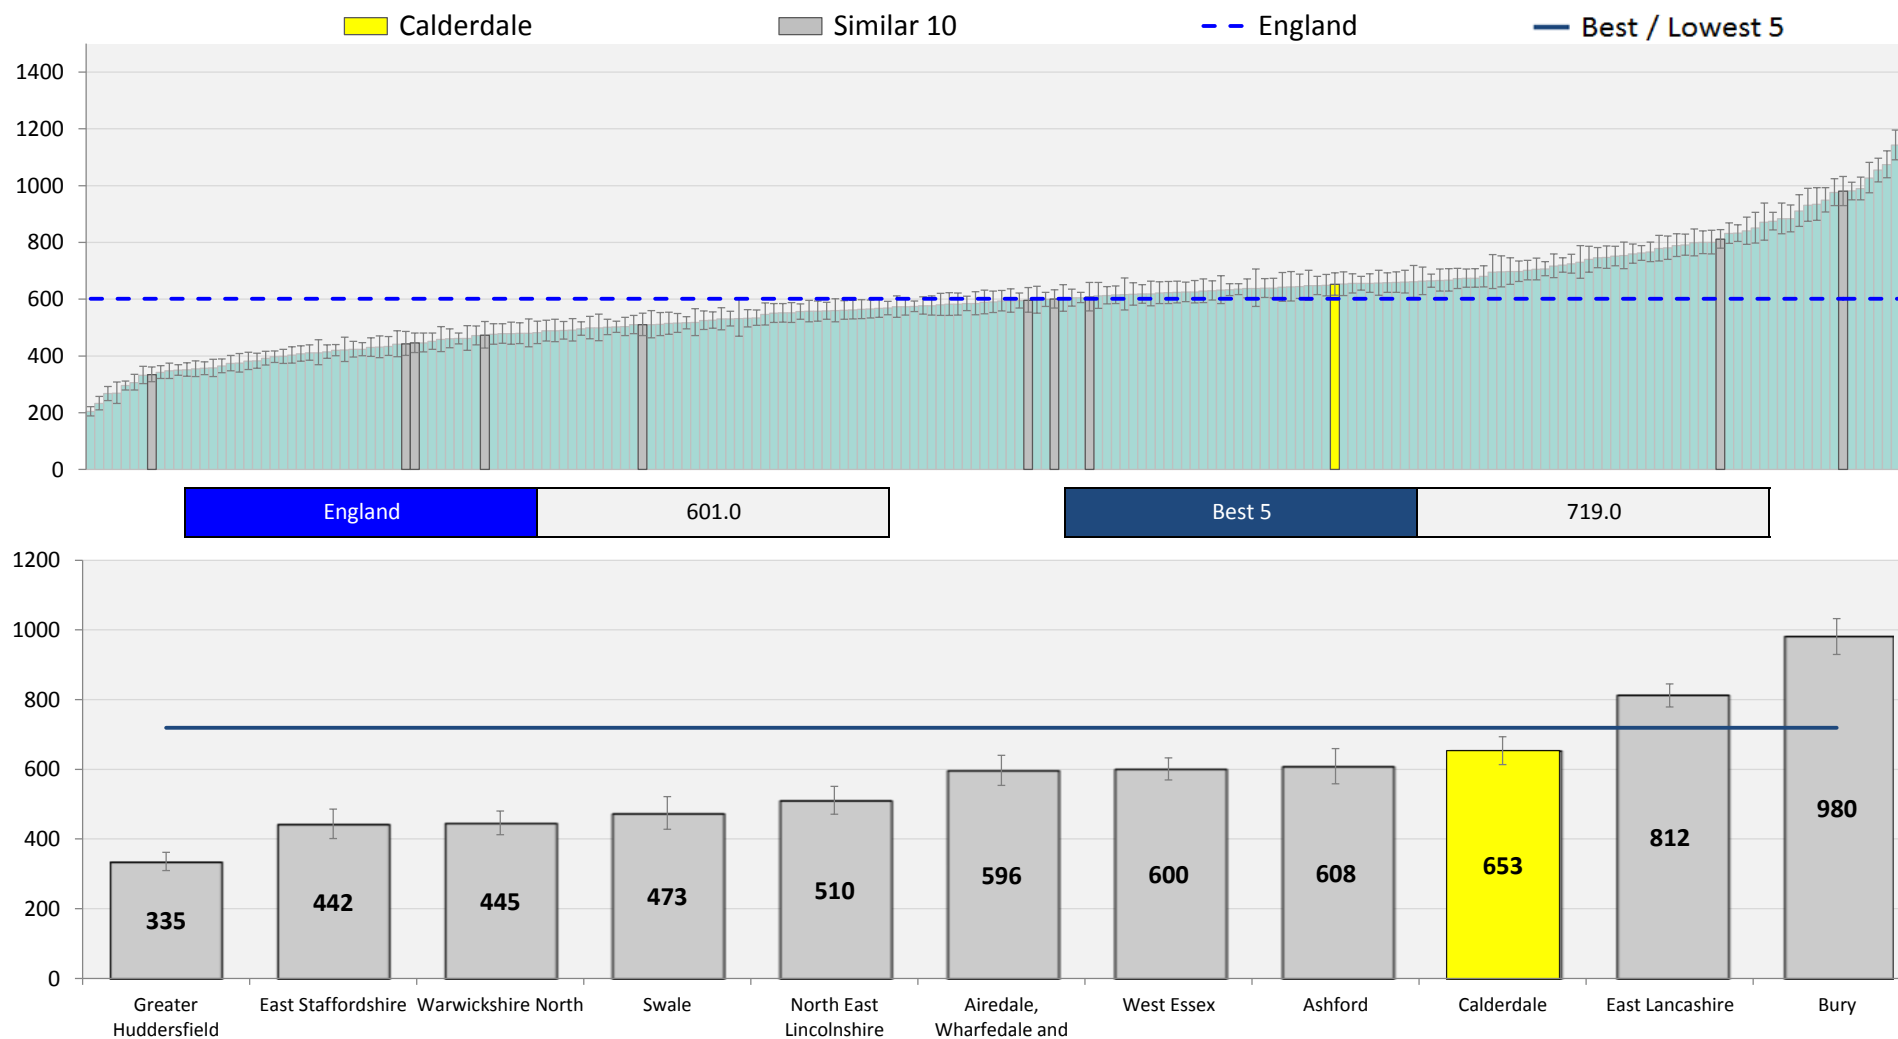 Calderdale
Similar 10
England
Best / Lowest 5
1400
1200
1000
800
600
400
200
0
England
601.0
Best 5
719.0
1200
1000
800
600
400
200
0
335
442
445
473
510
596
600
608
653
812
980
Greater
Huddersfield
East Staffordshire
Warwickshire North
Swale
North East
Lincolnshire
Airedale,
Wharfedale and
West Essex
Ashford
Calderdale
East Lancashire
Bury